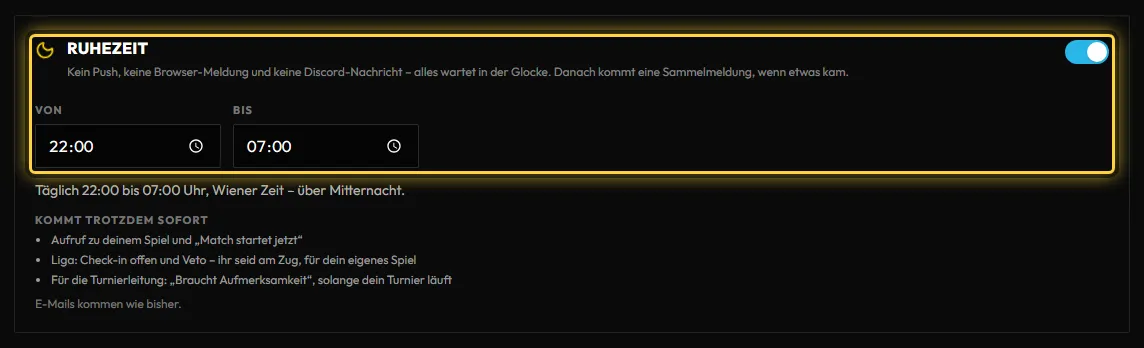 RUHEZEIT
Kein Push, keine Browser-Meldung und keine Discord-Nachricht – alles wartet in der Glocke. Danach kommt eine Sammelmeldung, wenn etwas kam.
VON BIS
22:00 07:00
Täglich 22:00 bis 07:00 Uhr, Wiener Zeit – über Mitternacht.
KOMMT TROTZDEM SOFORT
• Aufruf zu deinem Spiel und „Match startet jetzt“
• Liga: Check-in offen und Veto – ihr seid am Zug, für dein eigenes Spiel
• Für die Turnierleitung: „Braucht Aufmerksamkeit“, solange dein Turnier läuft
E-Mails kommen wie bisher.